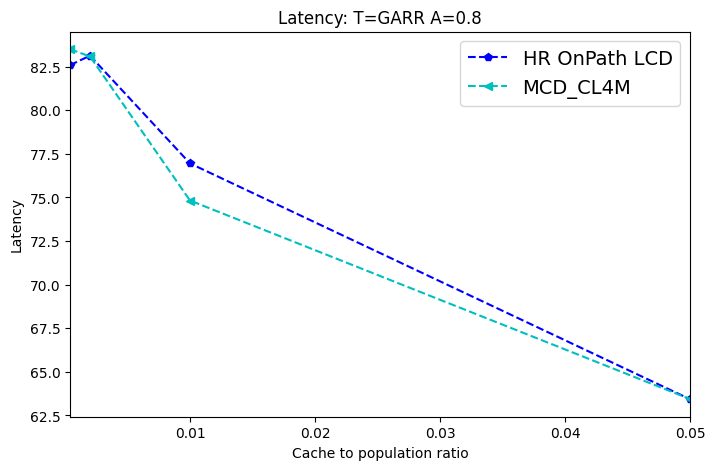 Latency: T=GARR A=0.8
HR OnPath LCD
MCD_CL4M
82.5
80.0
77.5
75.0
72.5
70.0
67.5
65.0
62.5
Latency
0.01
0.02
0.03
0.04
0.05
Cache to population ratio